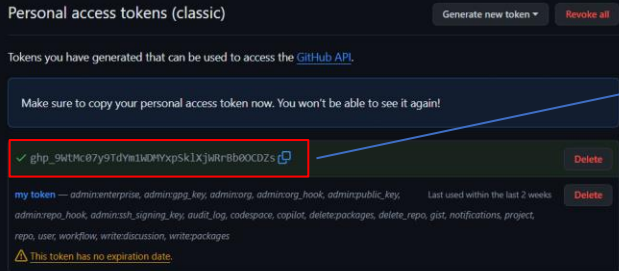 Personal access tokens (classic)
Generate new token
Revoke all
Tokens you have generated that can be used to access the GitHub API.
Make sure to copy your personal access token now. You won't be able to see it again!
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
Delete
my token — admin:enterprise, admin:gpg_key, admin:org, admin:org_hook, admin:public_key,
Last used within the last 2 weeks
Delete
admin:repo_hook, admin:ssh_signing_key, audit_log, codespace, copilot, delete:packages, delete_repo, gist, notifications, project,
repo, user, workflow, write:discussion, write:packages
This token has no expiration date.